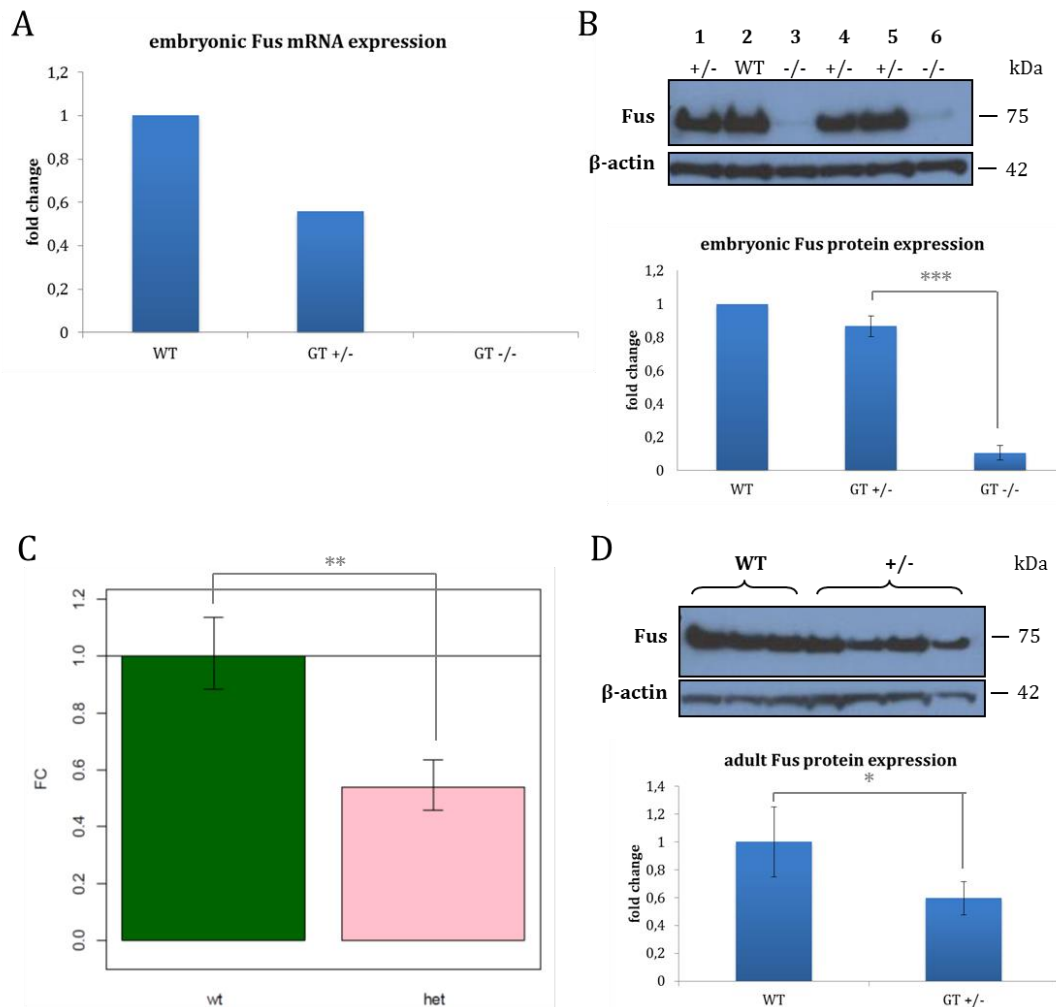 A
embryonic Fus mRNA expression
fold change
1,2
1
0,8
0,6
0,4
0,2
0
WT GT +/- GT -/-
B
1 2 3 4 5 6
+/- WT -/- +/- +/- -/- kDa
Fus — 75
β-actin — 42
embryonic Fus protein expression
fold change
1,2
1
0,8
0,6
0,4
0,2
0
***
WT GT +/- GT -/-
C
**
FC
1.2
1.0
0.8
0.6
0.4
0.2
0.0
wt het
D
WT +/- kDa
Fus — 75
β-actin — 42
adult Fus protein expression
fold change
1,4
1,2
1
0,8
0,6
0,4
0,2
0
*
WT GT +/-